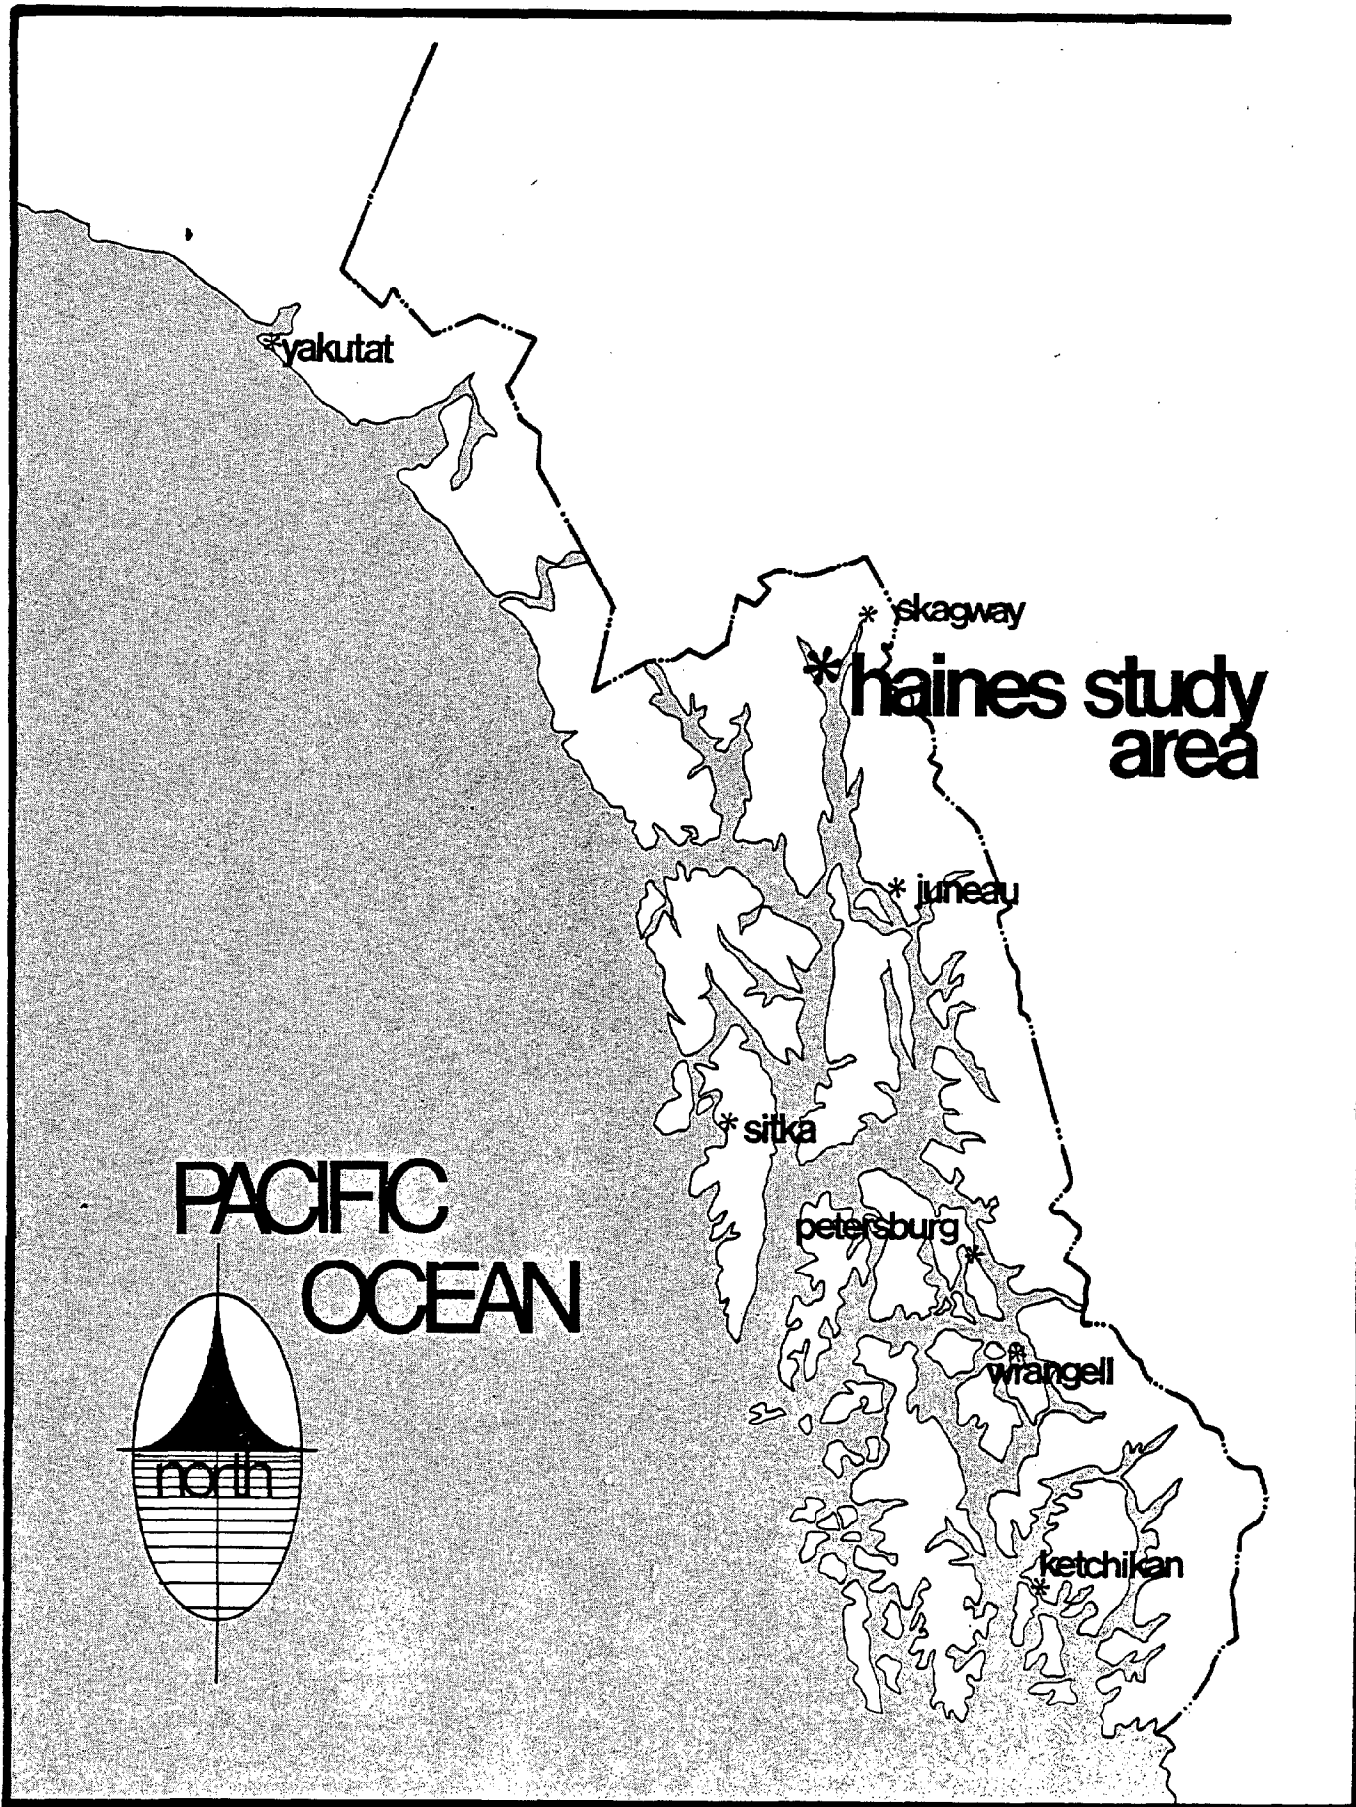 yakutat
skagway
haines study
area
juneau
sitka
PACIFIC
OCEAN
petersburg
wrangell
north
ketchikan